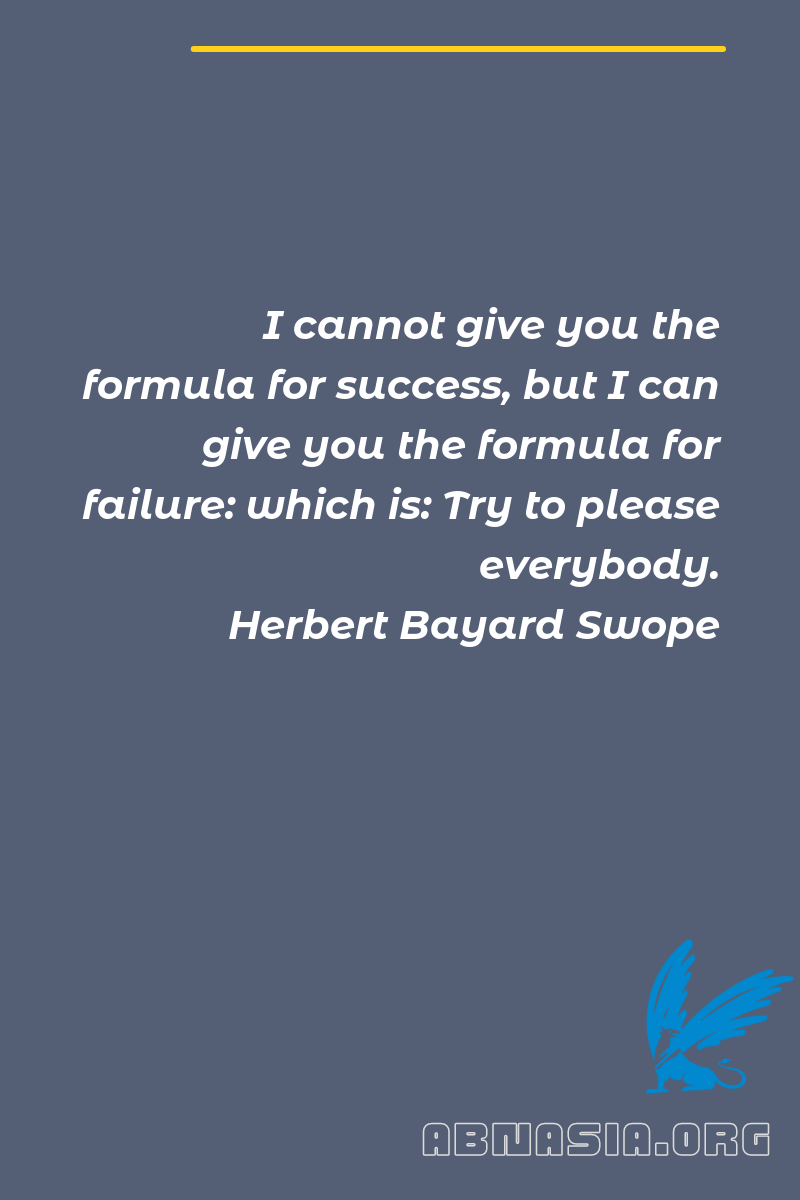 I cannot give you the
formula for success, but I can
give you the formula for
failure: which is: Try to please
everybody.
Herbert Bayard Swope
ABNASIA.ORG